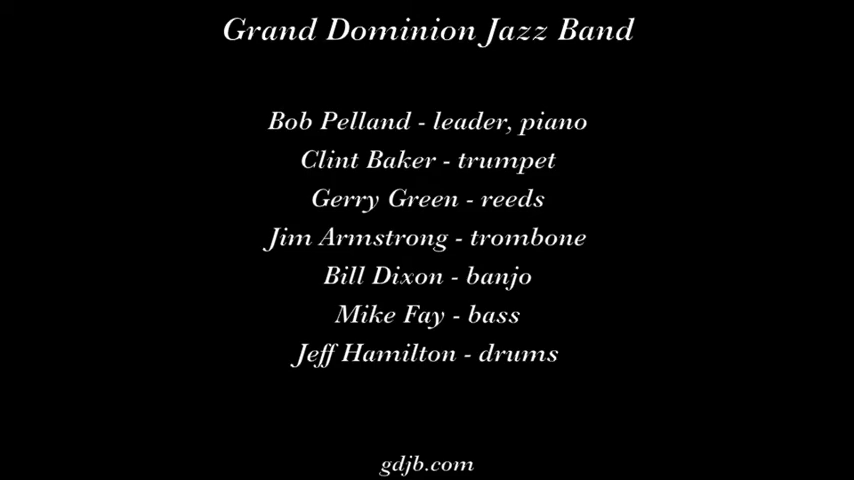 Grand Dominion Jazz Band
Bob Pelland - leader, piano
Clint Baker - trumpet
Gerry Green - reeds
Jim Armstrong - trombone
Bill Dixon - banjo
Mike Fay - bass
Jeff Hamilton - drums
gdjb.com